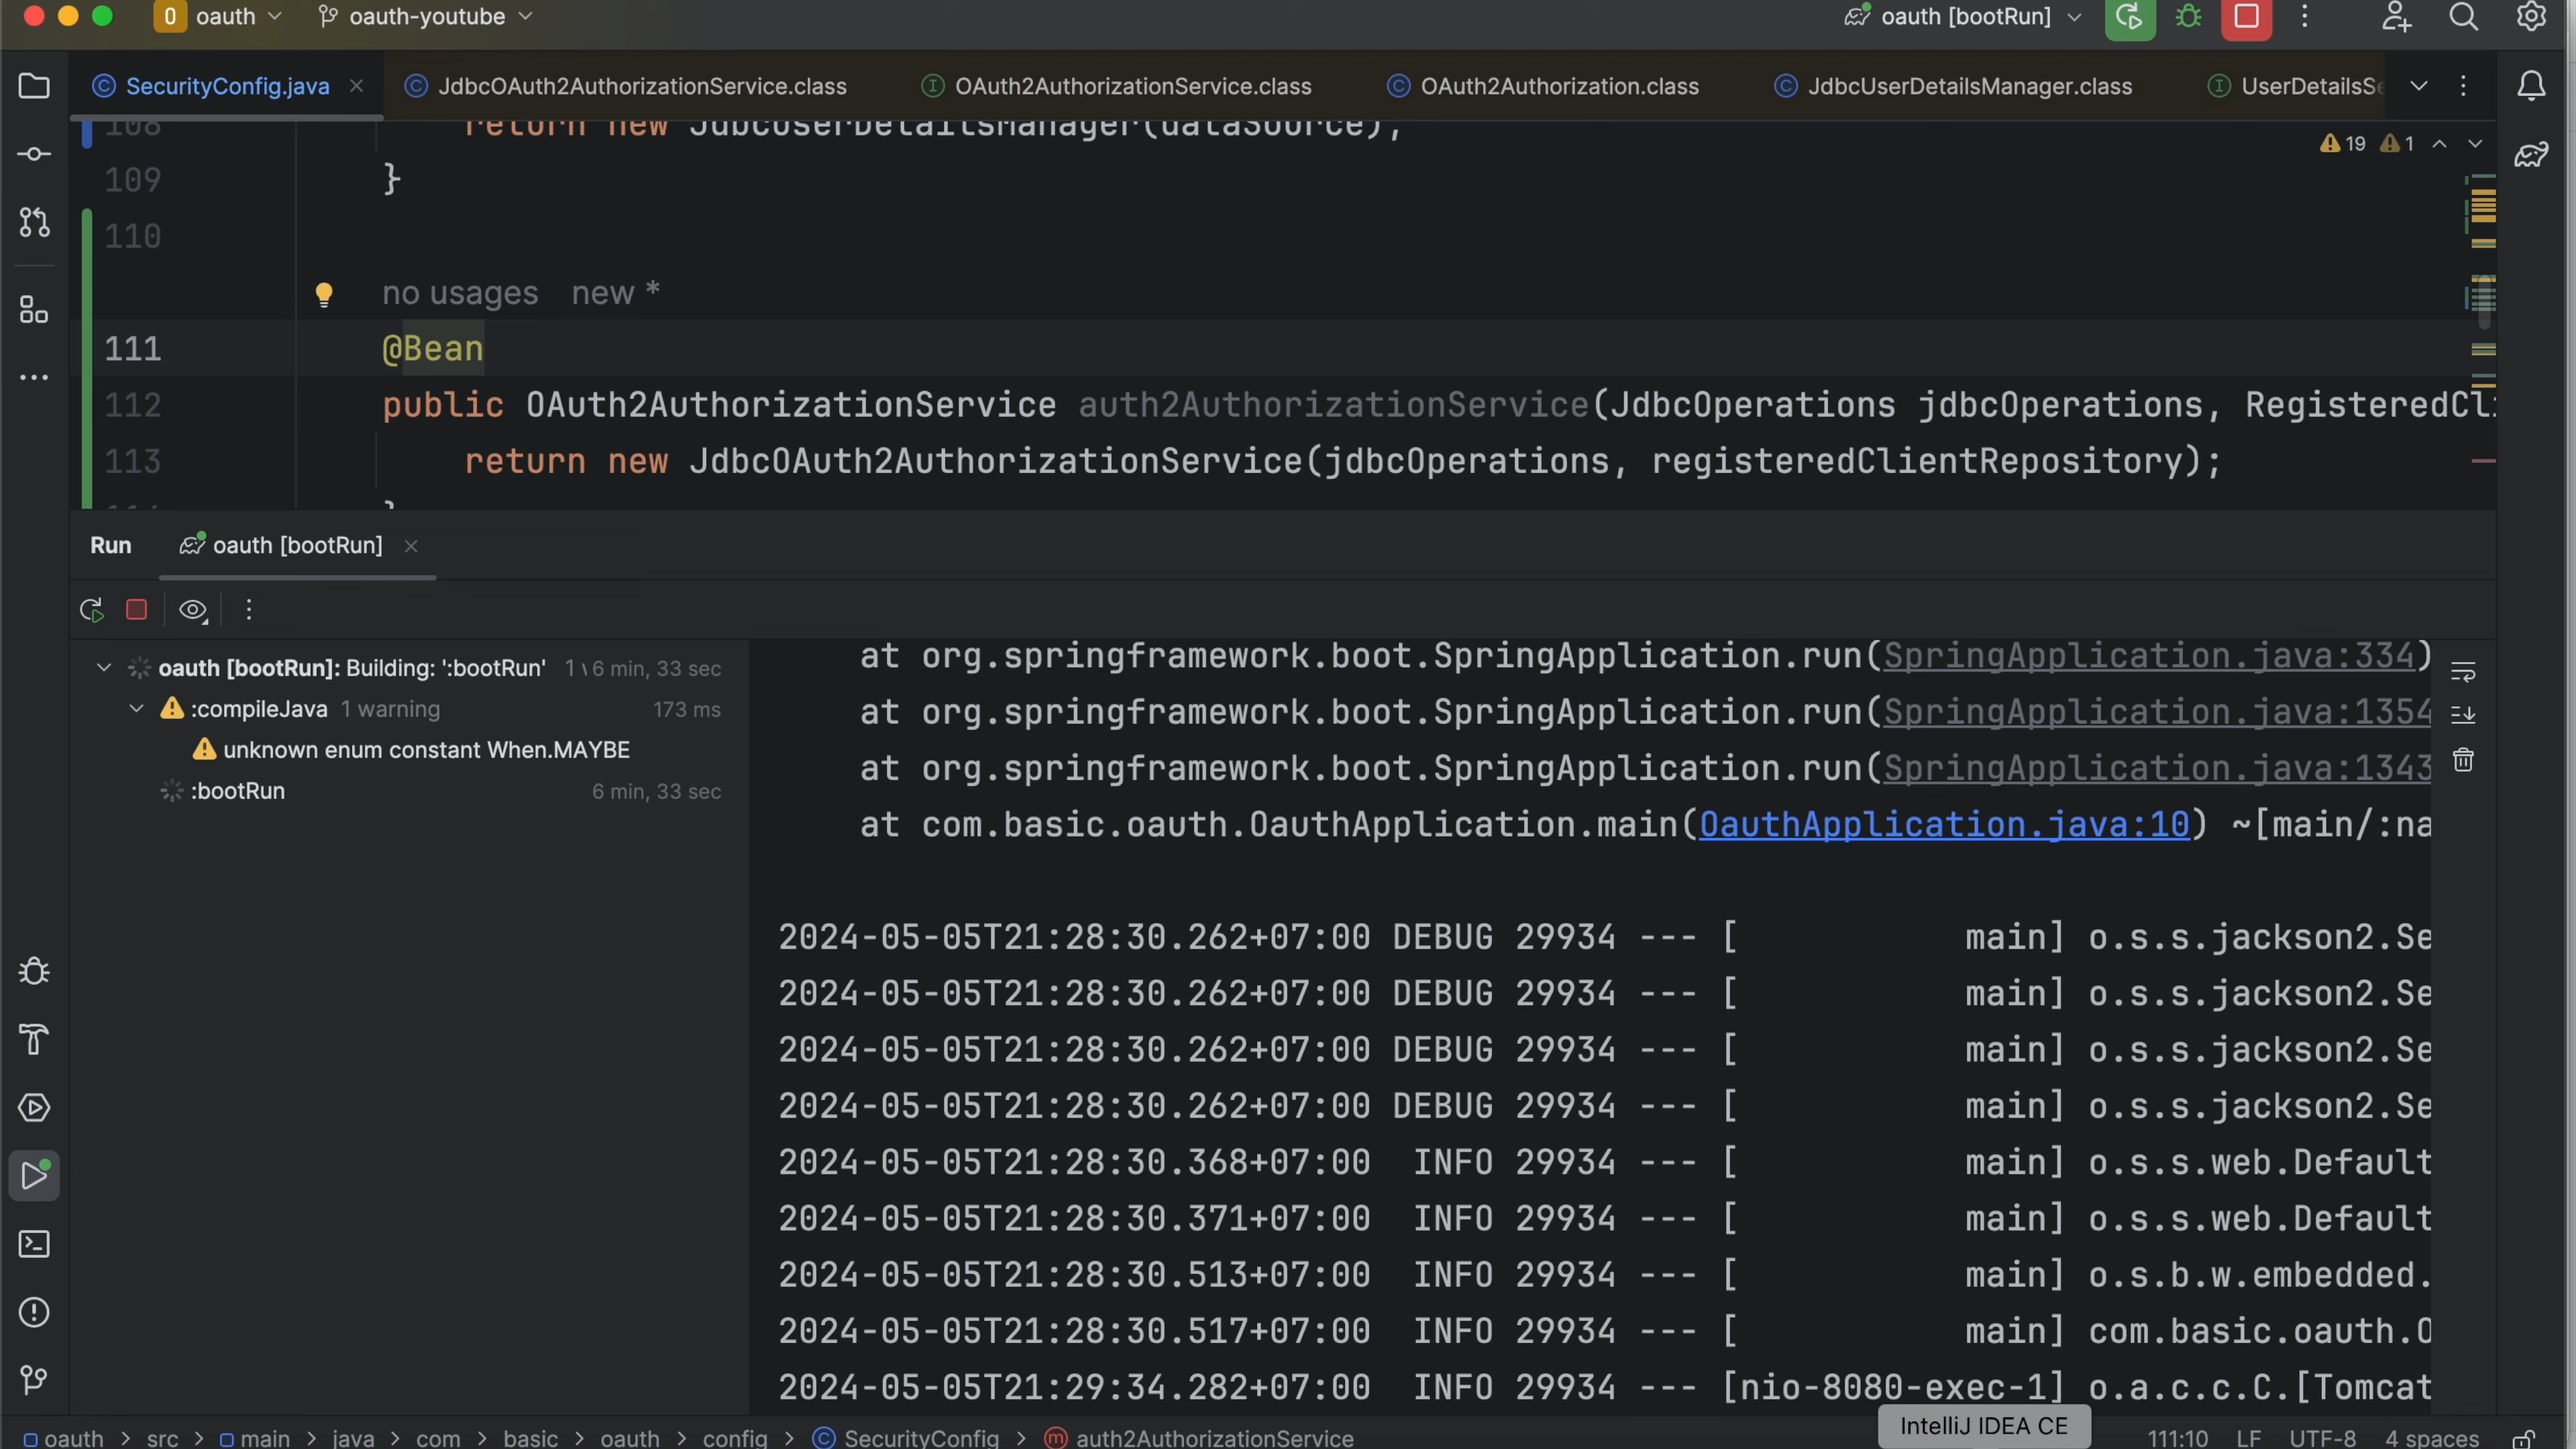 O oauth oauth-youtube oauth [bootRun]
SecurityConfig.java JdbcOAuth2AuthorizationService.class OAuth2AuthorizationService.class OAuth2Authorization.class JdbcUserDetailsManager.class UserDetailsSe
108 return new JdbcUserDetailsManager(dataSource);
19 1
109 }
110
no usages new *
111 @Bean
112 public OAuth2AuthorizationService auth2AuthorizationService(JdbcOperations jdbcOperations, RegisteredCli
113 return new JdbcOAuth2AuthorizationService(jdbcOperations, registeredClientRepository);
114 }
Run oauth [bootRun]
oauth [bootRun]: Building: ':bootRun' 1 6 min, 33 sec
:compileJava 1 warning 173 ms
unknown enum constant When.MAYBE
:bootRun 6 min, 33 sec
at org.springframework.boot.SpringApplication.run(SpringApplication.java:334)
at org.springframework.boot.SpringApplication.run(SpringApplication.java:1354
at org.springframework.boot.SpringApplication.run(SpringApplication.java:1343
at com.basic.oauth.OauthApplication.main(OauthApplication.java:10) ~[main/:na
2024-05-05T21:28:30.262+07:00 DEBUG 29934 --- [ main] o.s.s.jackson2.Se
2024-05-05T21:28:30.262+07:00 DEBUG 29934 --- [ main] o.s.s.jackson2.Se
2024-05-05T21:28:30.262+07:00 DEBUG 29934 --- [ main] o.s.s.jackson2.Se
2024-05-05T21:28:30.262+07:00 DEBUG 29934 --- [ main] o.s.s.jackson2.Se
2024-05-05T21:28:30.368+07:00 INFO 29934 --- [ main] o.s.s.web.Default
2024-05-05T21:28:30.371+07:00 INFO 29934 --- [ main] o.s.s.web.Default
2024-05-05T21:28:30.513+07:00 INFO 29934 --- [ main] o.s.b.w.embedded.
2024-05-05T21:28:30.517+07:00 INFO 29934 --- [ main] com.basic.oauth.O
2024-05-05T21:29:34.282+07:00 INFO 29934 --- [nio-8080-exec-1] o.a.c.c.C.[Tomcat
IntelliJ IDEA CE
oauth > src > main > java > com > basic > oauth > config > SecurityConfig > auth2AuthorizationService 111:10 LF UTF-8 4 spaces